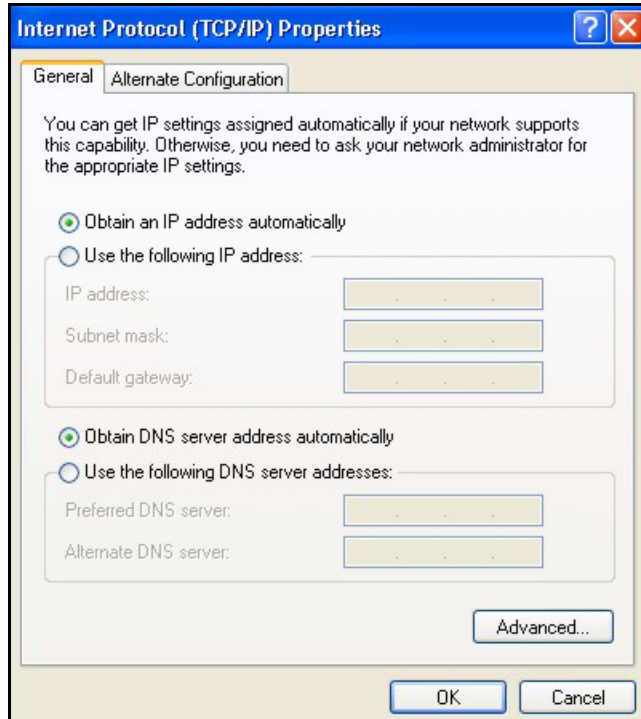 Internet Protocol (TCP/IP) Properties
General
Alternate Configuration
You can get IP settings assigned automatically if your network supports
this capability. Otherwise, you need to ask your network administrator for
the appropriate IP settings.
Obtain an IP address automatically
Use the following IP address:
IP address:
Subnet mask:
Default gateway:
Obtain DNS server address automatically
Use the following DNS server addresses:
Preferred DNS server:
Alternate DNS server:
Advanced...
OK
Cancel